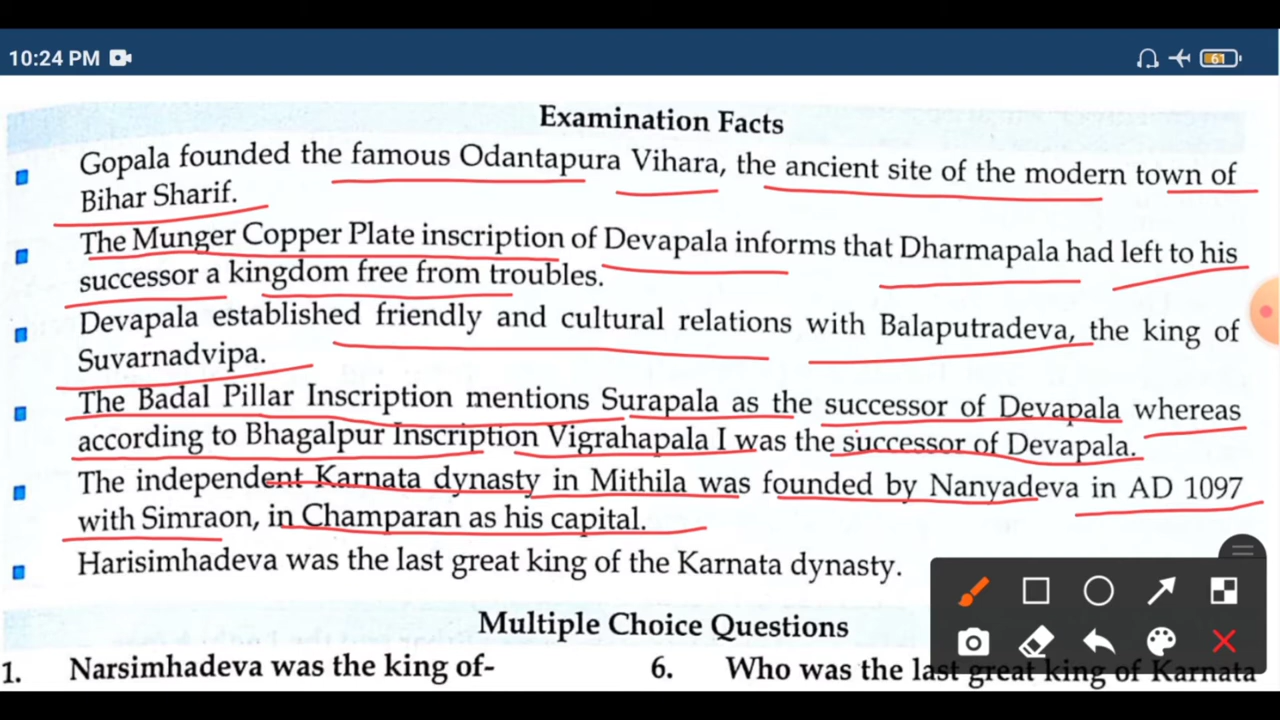 10:24 PM
61
Examination Facts
Gopala founded the famous Odantapura Vihara, the ancient site of the modern town of
Bihar Sharif.
The Munger Copper Plate inscription of Devapala informs that Dharmapala had left to his
successor a kingdom free from troubles.
Devapala established friendly and cultural relations with Balaputradeva, the king of
Suvarnadvipa.
The Badal Pillar Inscription mentions Surapala as the successor of Devapala whereas
according to Bhagalpur Inscription Vigrahapala I was the successor of Devapala.
The independent Karnata dynasty in Mithila was founded by Nanyadeva in AD 1097
with Simraon, in Champaran as his capital.
Harisimhadeva was the last great king of the Karnata dynasty.
Multiple Choice Questions
1. Narsimhadeva was the king of-
6. Who was the last great king of Karnata